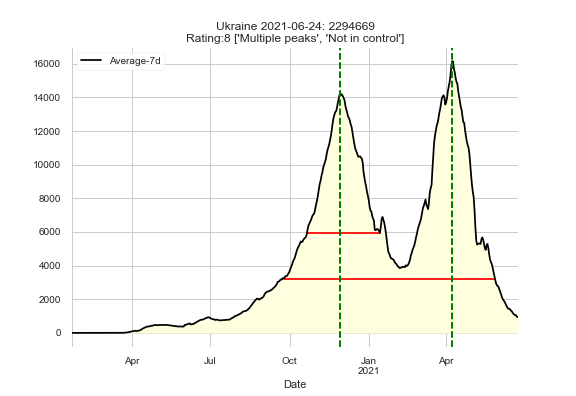 Ukraine 2021-06-24: 2294669
Rating:8 ['Multiple peaks', 'Not in control']
Average-7d
16000
14000
12000
10000
8000
6000
4000
2000
0
Apr
Jul
Oct
Jan
2021
Apr
Date